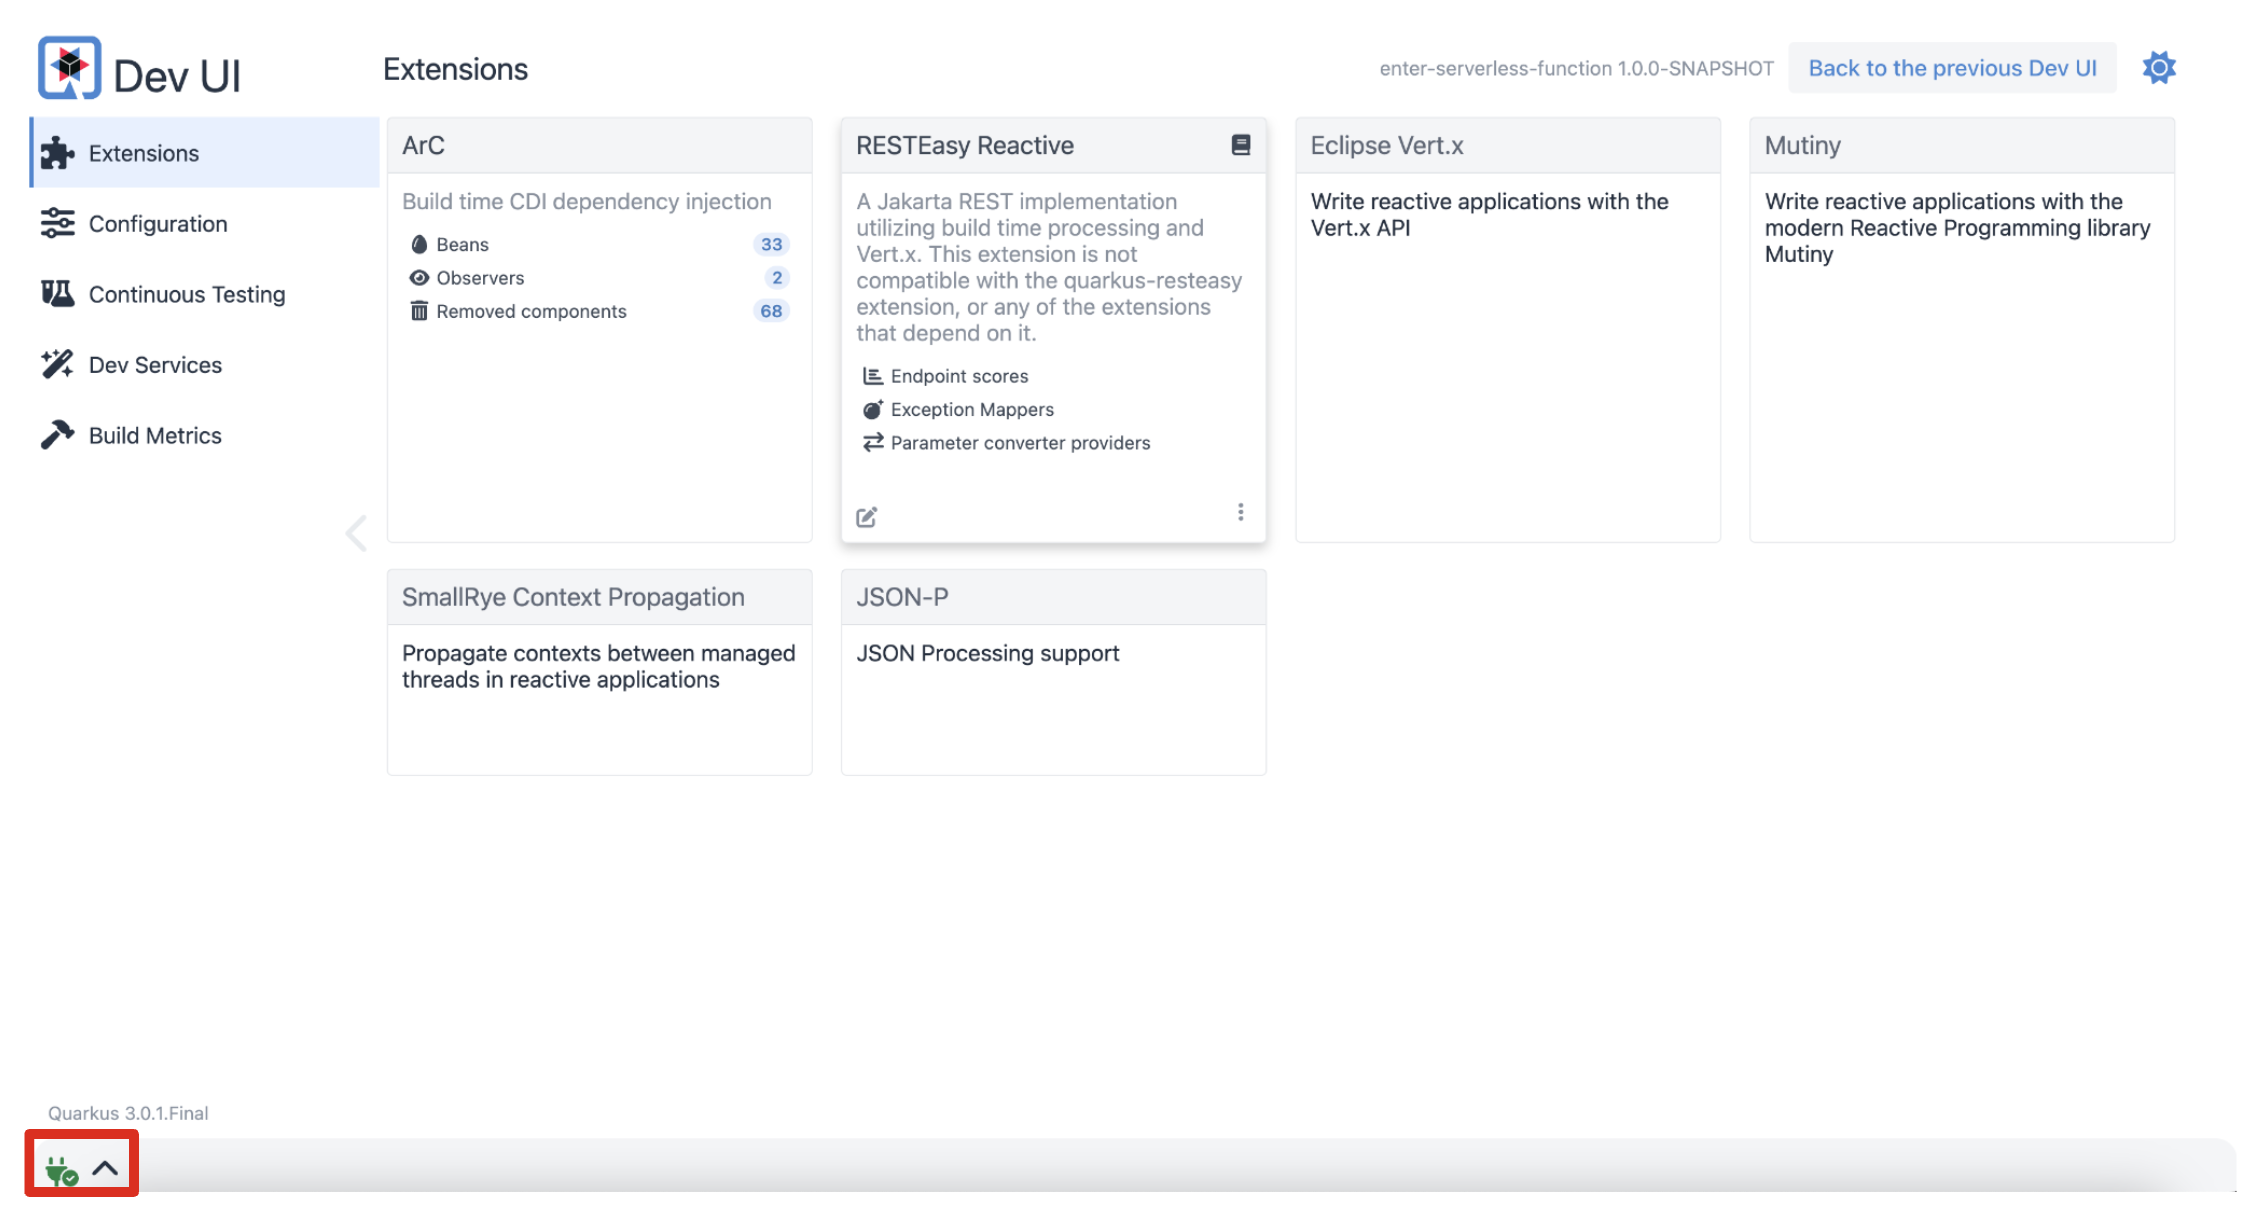 Dev UI
Extensions
enter-serverless-function 1.0.0-SNAPSHOT
Back to the previous Dev UI
Extensions
Configuration
Continuous Testing
Dev Services
Build Metrics
ArC
Build time CDI dependency injection
Beans 33
Observers 2
Removed components 68
RESTEasy Reactive
A Jakarta REST implementation
utilizing build time processing and
Vert.x. This extension is not
compatible with the quarkus-resteasy
extension, or any of the extensions
that depend on it.
Endpoint scores
Exception Mappers
Parameter converter providers
Eclipse Vert.x
Write reactive applications with the
Vert.x API
Mutiny
Write reactive applications with the
modern Reactive Programming library
Mutiny
SmallRye Context Propagation
Propagate contexts between managed
threads in reactive applications
JSON-P
JSON Processing support
Quarkus 3.0.1.Final